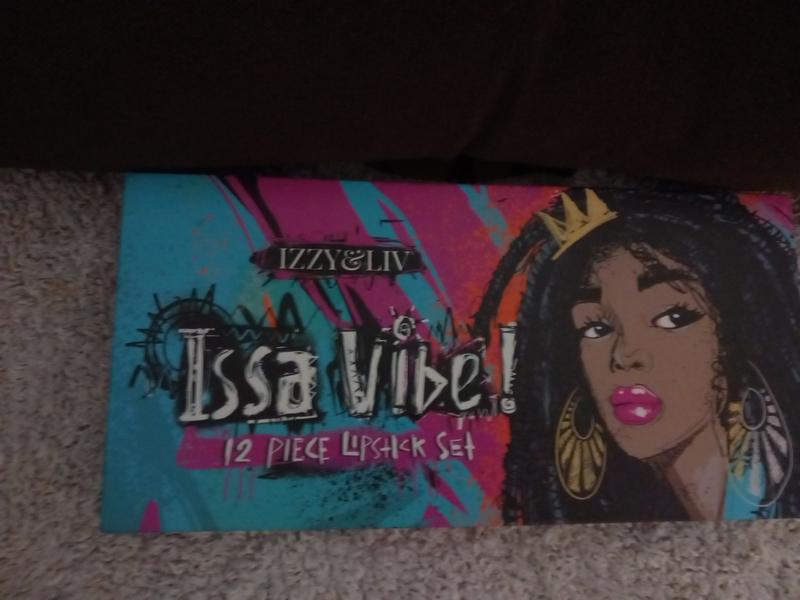 IZZY&LIV
Issa Vibe!
12 PIECE LIPSTICK SET